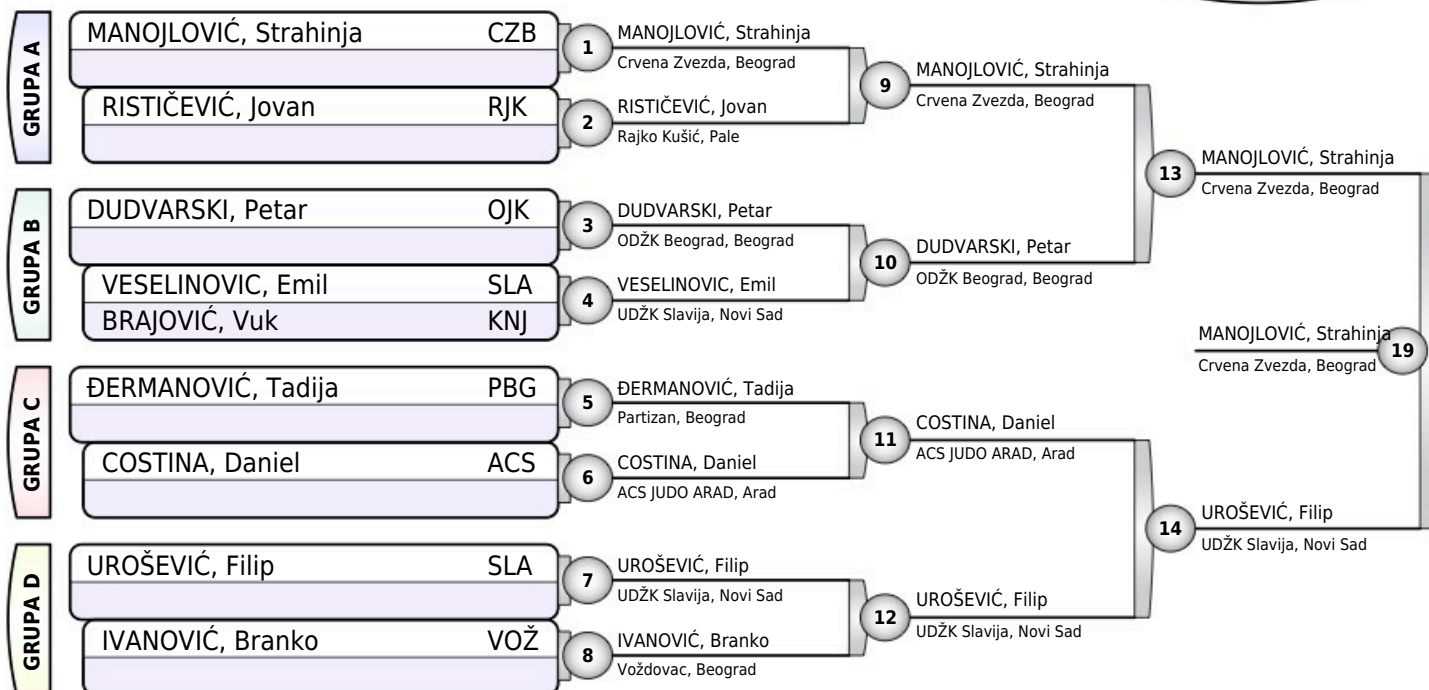 GRUPA A
MANOJLOVIĆ, Strahinja CZB
RISTIČEVIĆ, Jovan RJK
GRUPA B
DUDVARSKI, Petar OJK
VESELINOVIC, Emil SLA
BRAJOVIĆ, Vuk KNJ
GRUPA C
ĐERMANOVIĆ, Tadija PBG
COSTINA, Daniel ACS
GRUPA D
UROŠEVIĆ, Filip SLA
IVANOVIĆ, Branko VOŽ
1
MANOJLOVIĆ, Strahinja
Crvena Zvezda, Beograd
2
RISTIČEVIĆ, Jovan
Rajko Kušić, Pale
3
DUDVARSKI, Petar
ODŽK Beograd, Beograd
4
VESELINOVIC, Emil
UDŽK Slavija, Novi Sad
5
ĐERMANOVIĆ, Tadija
Partizan, Beograd
6
COSTINA, Daniel
ACS JUDO ARAD, Arad
7
UROŠEVIĆ, Filip
UDŽK Slavija, Novi Sad
8
IVANOVIĆ, Branko
Voždovac, Beograd
9
MANOJLOVIĆ, Strahinja
Crvena Zvezda, Beograd
10
DUDVARSKI, Petar
ODŽK Beograd, Beograd
11
COSTINA, Daniel
ACS JUDO ARAD, Arad
12
UROŠEVIĆ, Filip
UDŽK Slavija, Novi Sad
13
MANOJLOVIĆ, Strahinja
Crvena Zvezda, Beograd
14
UROŠEVIĆ, Filip
UDŽK Slavija, Novi Sad
MANOJLOVIĆ, Strahinja
Crvena Zvezda, Beograd
19